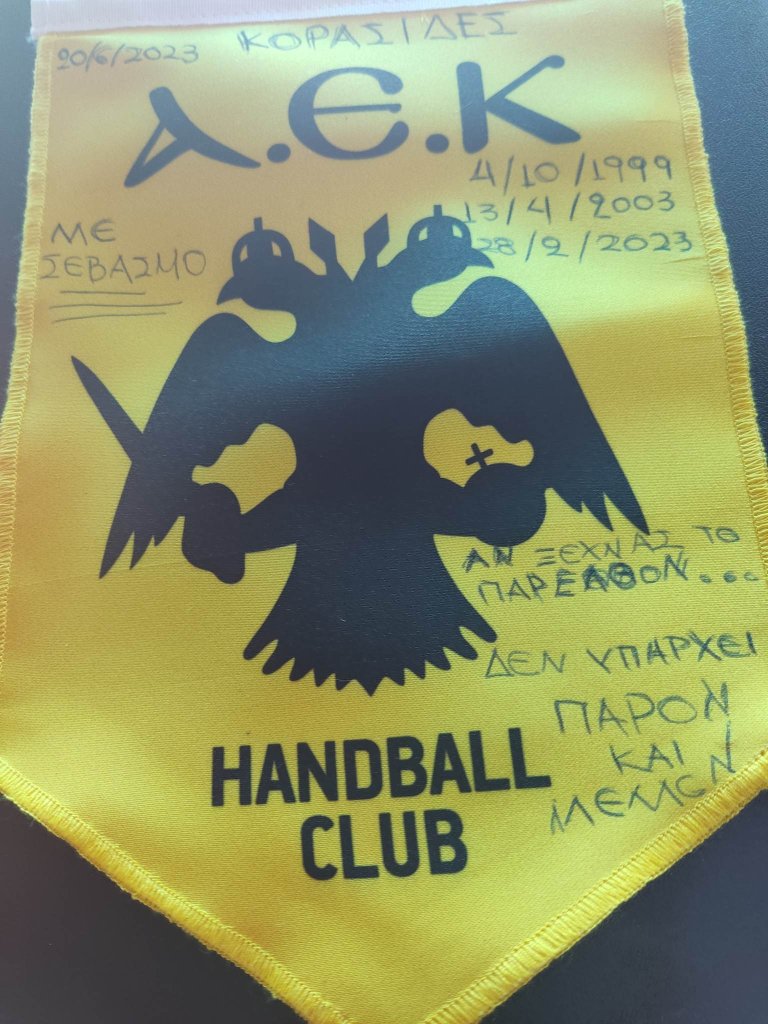 ΚΟΡΑΣΙΔΕΣ
20/6/2023
Α.Ε.Κ
4/10/1999
13/4/2003
28/2/2023
ΜΕ
ΣΕΒΑΣΜΟ
ΑΝ ΞΕΧΝΑΣ ΤΟ
ΠΑΡΕΛΘΟΝ....
ΔΕΝ ΥΠΑΡΧΕΙ
ΠΑΡΟΝ
ΚΑΙ
ΜΕΛΛΟΝ
HANDBALL
CLUB